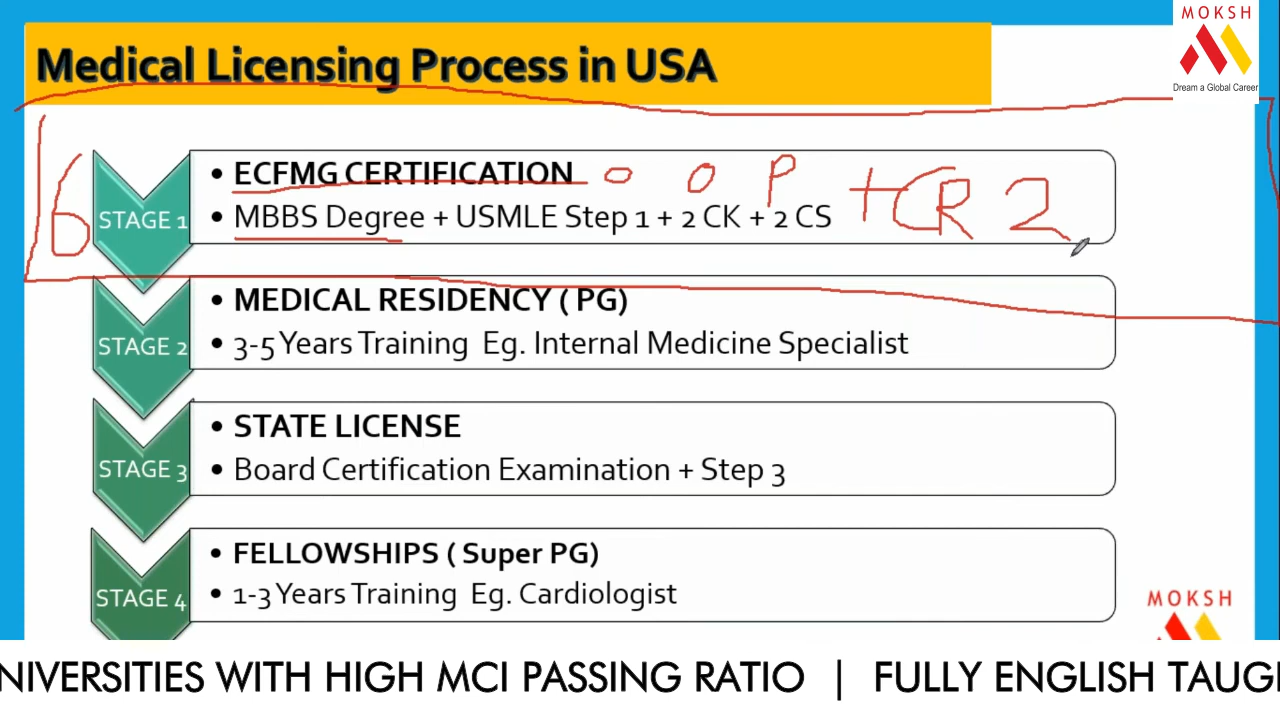 MOKSH
Dream a Global Career
Medical Licensing Process in USA
6
STAGE 1
• ECFMG CERTIFICATION O O P
• MBBS Degree + USMLE Step 1 + 2 CK + 2 CS + CR 2
STAGE 2
• MEDICAL RESIDENCY ( PG)
• 3-5 Years Training Eg. Internal Medicine Specialist
STAGE 3
• STATE LICENSE
• Board Certification Examination + Step 3
STAGE 4
• FELLOWSHIPS ( Super PG)
• 1-3 Years Training Eg. Cardiologist
MOKSH
NIVERSITIES WITH HIGH MCI PASSING RATIO | FULLY ENGLISH TAUG